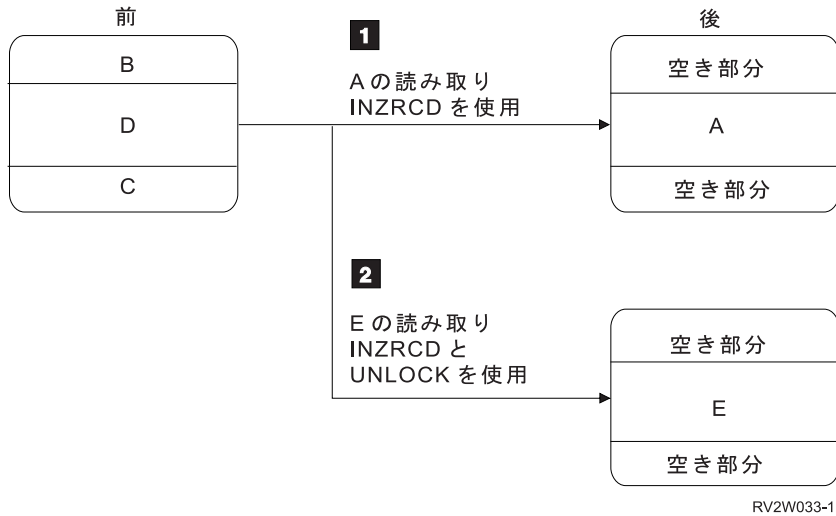 前
B
D
C
1
Aの読み取り
INZRCD を使用
後
空き部分
A
空き部分
2
Eの読み取り
INZRCD と
UNLOCK を使用
空き部分
E
空き部分
RV2W033-1